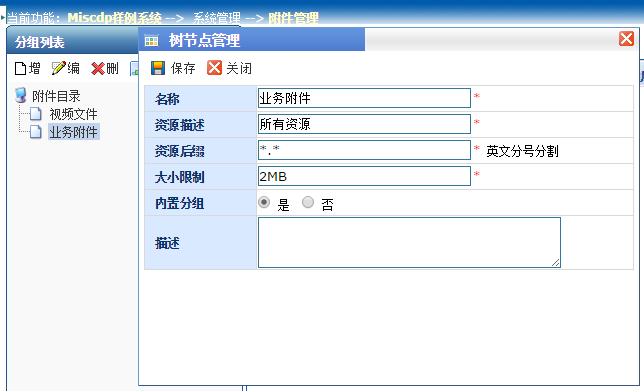 当前功能：Miscdp样例系统 --> 系统管理 --> 附件管理
分组列表
增 编 删
附件目录
视频文件
业务附件
树节点管理
保存 关闭
名称 业务附件 *
资源描述 所有资源 *
资源后缀 *.* * 英文分号分割
大小限制 2MB *
内置分组 是 否
描述